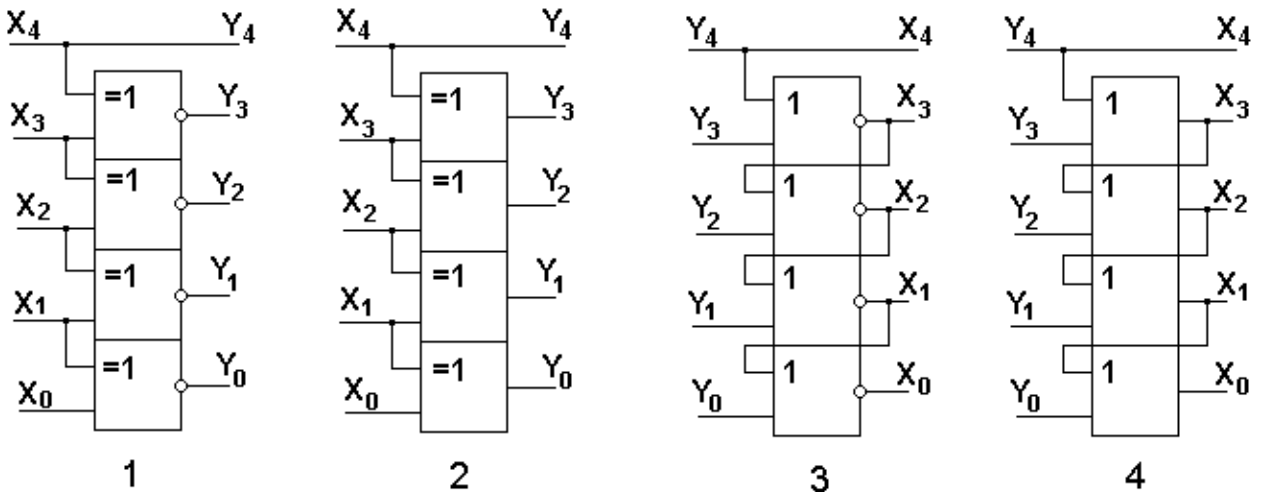 X4 Y4
=1
X3 Y3
=1
X2 Y2
=1
X1 Y1
=1
X0 Y0
1
X4 Y4
=1
X3 Y3
=1
X2 Y2
=1
X1 Y1
=1
X0 Y0
2
Y4 X4
1
Y3 X3
1
Y2 X2
1
Y1 X1
1
Y0 X0
3
Y4 X4
1
Y3 X3
1
Y2 X2
1
Y1 X1
1
Y0 X0
4